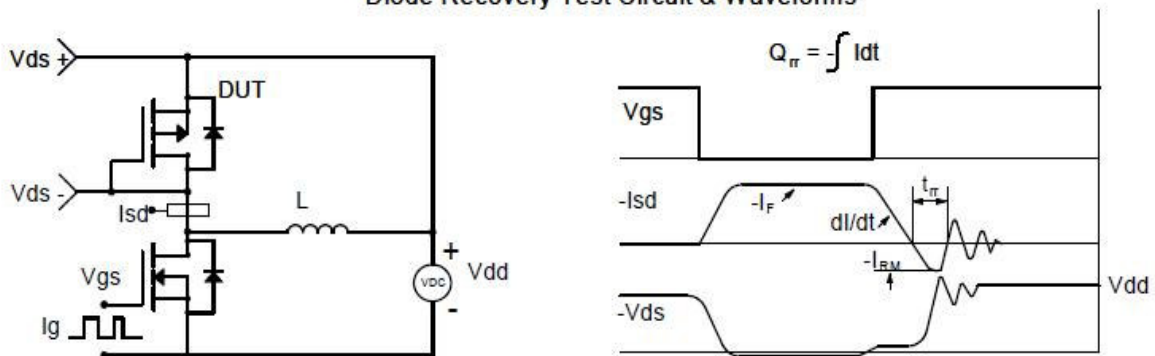 Diode Recovery Test Circuit & Waveforms
Vds +
DUT
Vds -
Isd
L
Vgs
Ig
+
VDC
-
Vdd
Qrr = -∫ Idt
Vgs
-Isd
-IF
dI/dt
trr
-IRM
-Vds
Vdd